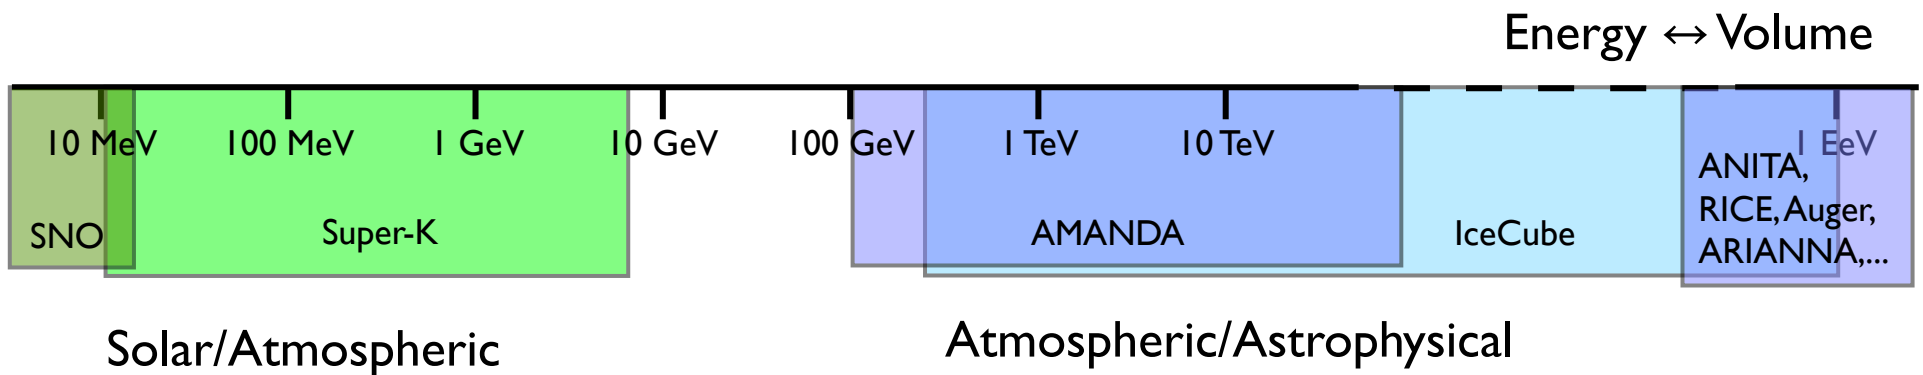 Energy ↔ Volume
10 MeV 100 MeV 1 GeV 10 GeV 100 GeV 1 TeV 10 TeV 1 EeV
SNO Super-K AMANDA IceCube
ANITA,
RICE, Auger,
ARIANNA,...
Solar/Atmospheric Atmospheric/Astrophysical